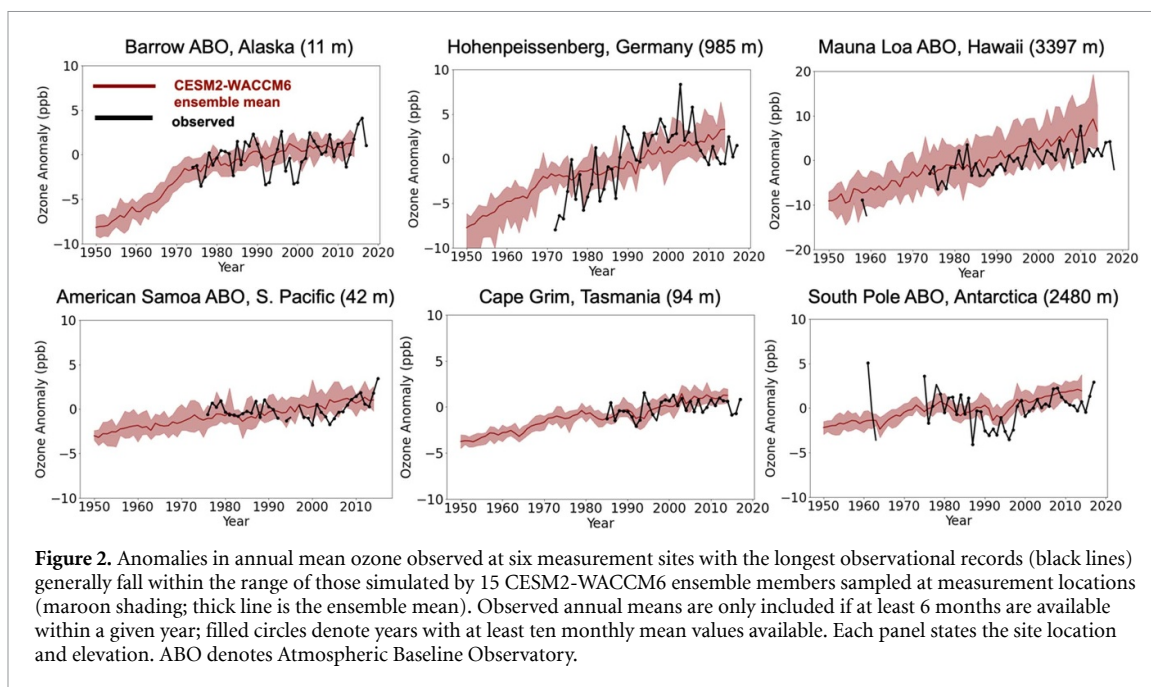 Barrow ABO, Alaska (11 m)
Hohenpeissenberg, Germany (985 m)
Mauna Loa ABO, Hawaii (3397 m)
10
5
0
−5
−10
Ozone Anomaly (ppb)
CESM2-WACCM6
ensemble mean
observed
1950 1960 1970 1980 1990 2000 2010 2020
Year
10
5
0
−5
−10
Ozone Anomaly (ppb)
1950 1960 1970 1980 1990 2000 2010 2020
Year
20
10
0
−10
−20
Ozone Anomaly (ppb)
1950 1960 1970 1980 1990 2000 2010 2020
Year
American Samoa ABO, S. Pacific (42 m)
Cape Grim, Tasmania (94 m)
South Pole ABO, Antarctica (2480 m)
10
5
0
−5
−10
Ozone Anomaly (ppb)
1950 1960 1970 1980 1990 2000 2010
Year
10
5
0
−5
−10
Ozone Anomaly (ppb)
1950 1960 1970 1980 1990 2000 2010 2020
Year
10
5
0
−5
−10
Ozone Anomaly (ppb)
1950 1960 1970 1980 1990 2000 2010 2020
Year
Figure 2. Anomalies in annual mean ozone observed at six measurement sites with the longest observational records (black lines)
generally fall within the range of those simulated by 15 CESM2-WACCM6 ensemble members sampled at measurement locations
(maroon shading; thick line is the ensemble mean). Observed annual means are only included if at least 6 months are available
within a given year; filled circles denote years with at least ten monthly mean values available. Each panel states the site location
and elevation. ABO denotes Atmospheric Baseline Observatory.